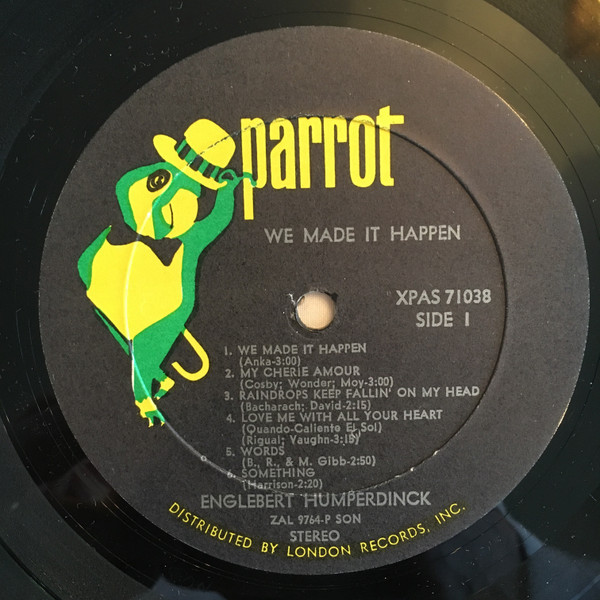 parrot
WE MADE IT HAPPEN
XPAS 71038
SIDE 1
1. WE MADE IT HAPPEN
(Anka-3:00)
2. MY CHERIE AMOUR
(Cosby; Wonder; Moy-3:00)
3. RAINDROPS KEEP FALLIN' ON MY HEAD
(Bacharach; David-2:15)
4. LOVE ME WITH ALL YOUR HEART
(Quando-Caliento El Sol)
(Rigual; Vaughn-3:15)
5. WORDS
(B., R., & M. Gibb-2:50)
6. SOMETHING
(Harrison-2:20)
ENGLEBERT HUMPERDINCK
ZAL 9764-P SON
STEREO
DISTRIBUTED BY LONDON RECORDS, INC.